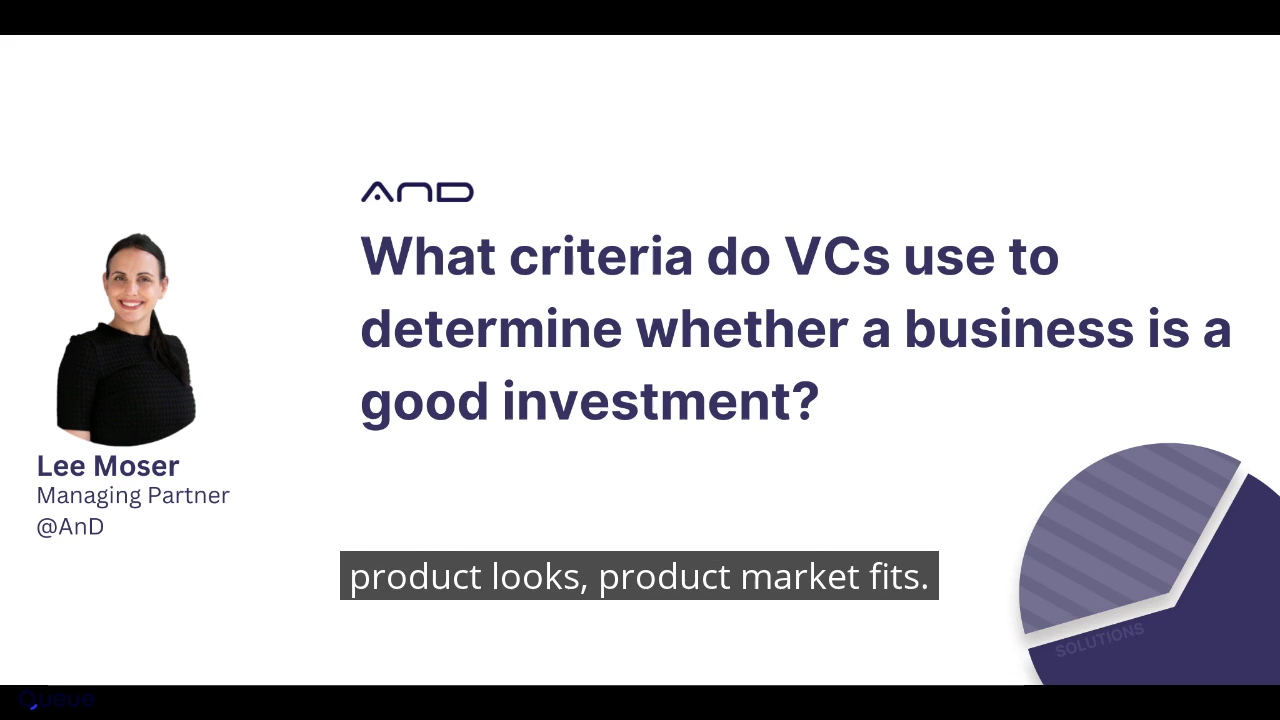 AnD
What criteria do VCs use to
determine whether a business is a
good investment?
Lee Moser
Managing Partner
@AnD
product looks, product market fits.
SOLUTIONS
Queue